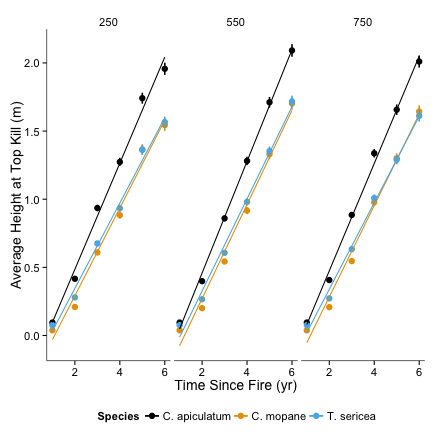 250 550 750
Average Height at Top Kill (m)
2.0
1.5
1.0
0.5
0.0
2 4 6 2 4 6 2 4 6
Time Since Fire (yr)
Species C. apiculatum C. mopane T. sericea